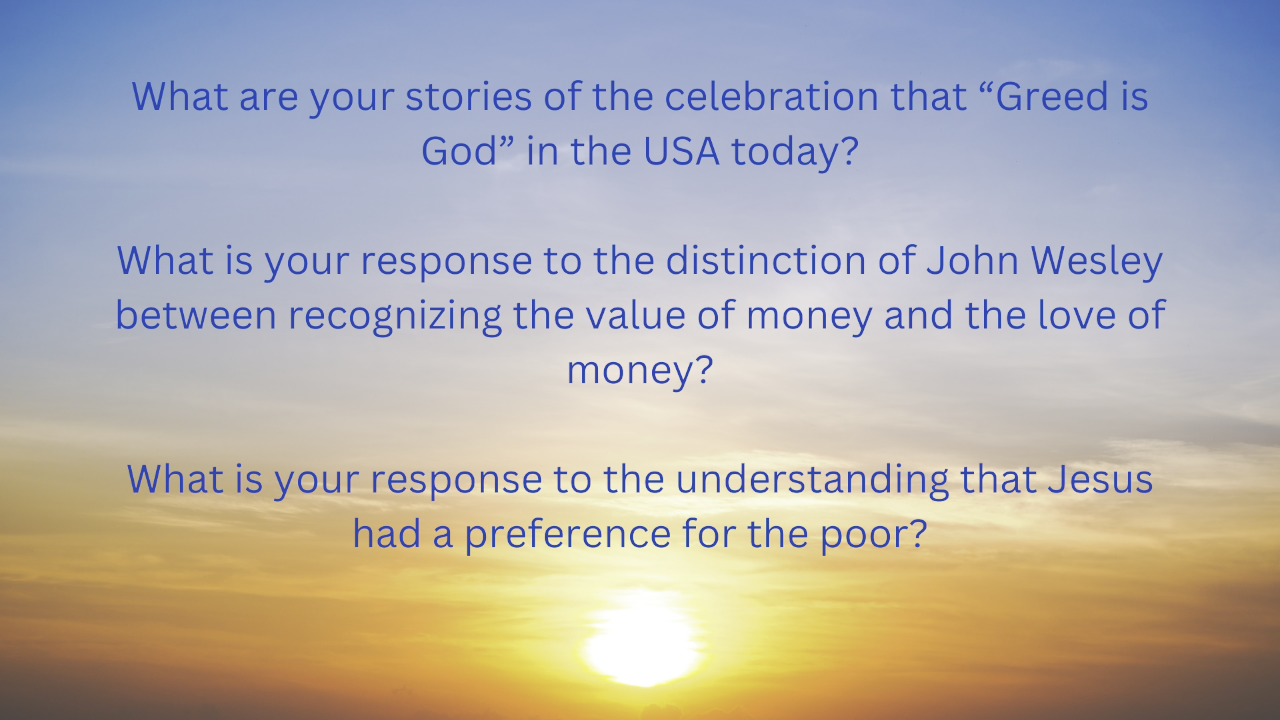 What are your stories of the celebration that “Greed is
God” in the USA today?
What is your response to the distinction of John Wesley
between recognizing the value of money and the love of
money?
What is your response to the understanding that Jesus
had a preference for the poor?